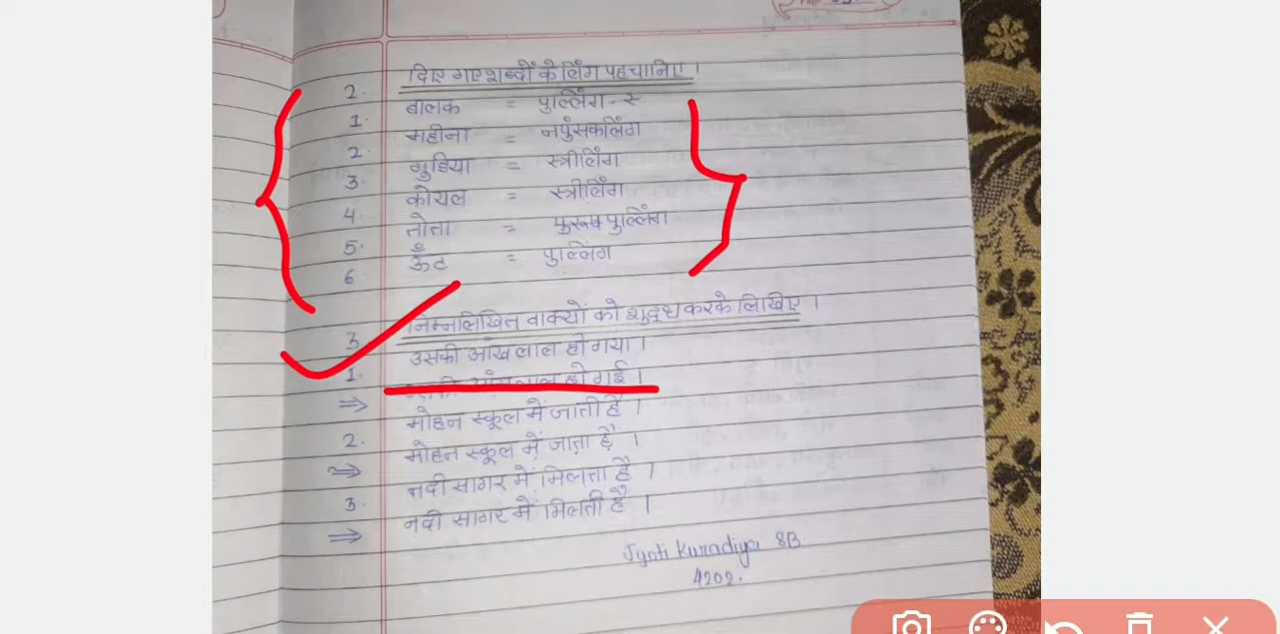 2. दिए गए शब्दों के लिंग पहचानिए।
1. बालक = पुल्लिंग
2. महीना = नपुंसकलिंग
3. गुडिया = स्त्रीलिंग
4. कोयल = स्त्रीलिंग
5. तोता = पुल्लिंग
6 ऊँट = पुल्लिंग
3 निम्नलिखित वाक्यों को शुद्ध करके लिखिए।
1. उसकी आंख लाल हो गया।
⇒ लाल हो गई।
2. मोहन स्कूल में जाती है।
⇒ मोहन स्कूल में जाता है।
3. नदी सागर में मिलता है।
⇒ नदी सागर में मिलती है।
Jyoti Kuradiya 8B
4202.